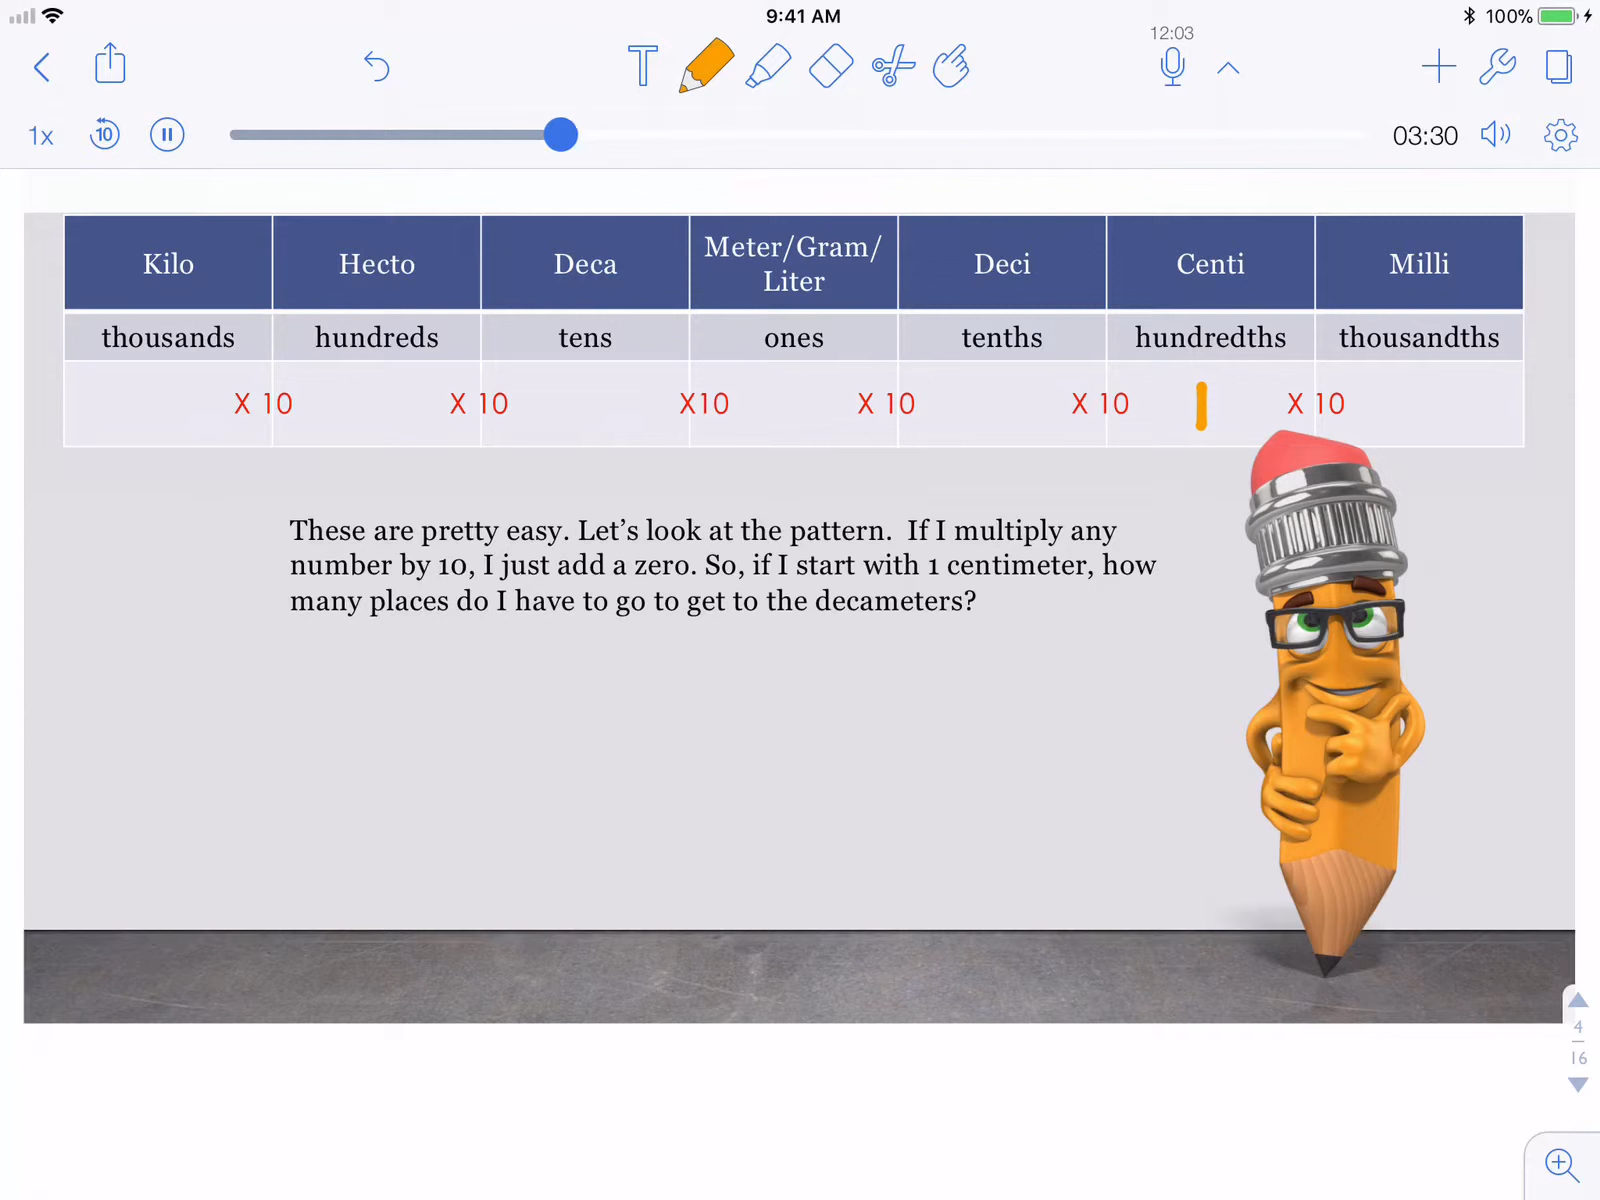 9:41 AM
100%
12:03
T
1x
10
03:30
Kilo
Hecto
Deca
Meter/Gram/
Liter
Deci
Centi
Milli
thousands
hundreds
tens
ones
tenths
hundredths
thousandths
X 10
X 10
X10
X 10
X 10
X 10
These are pretty easy. Let’s look at the pattern.  If I multiply any
number by 10, I just add a zero. So, if I start with 1 centimeter, how
many places do I have to go to get to the decameters?
4
16